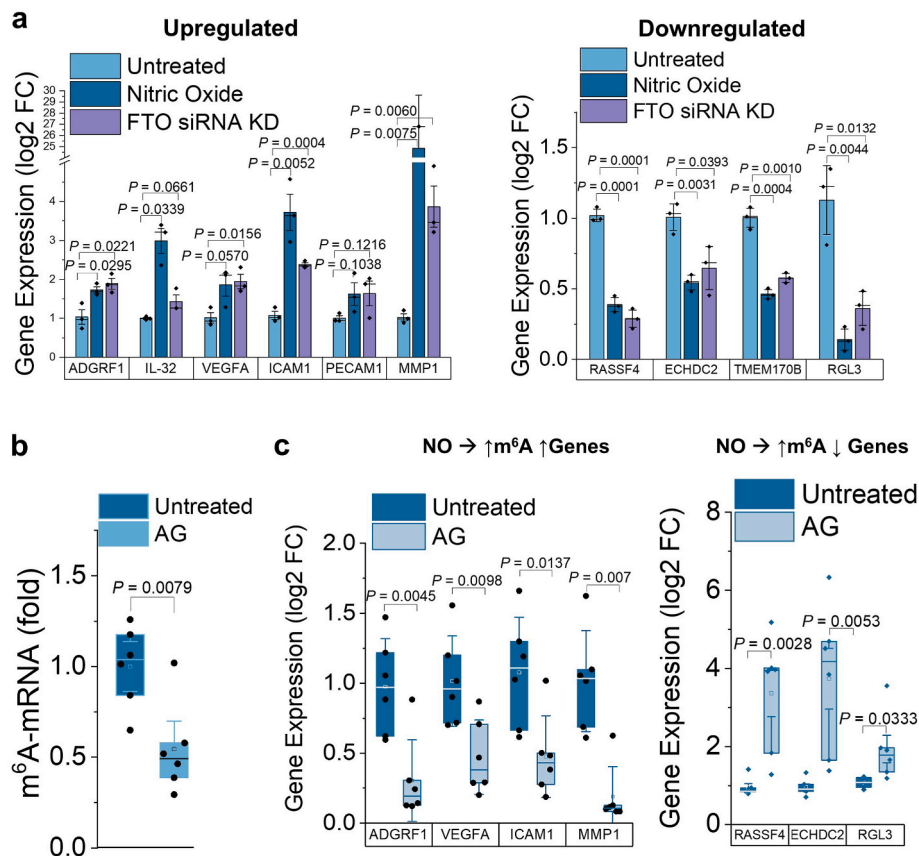 a
Upregulated
Untreated
Nitric Oxide
FTO siRNA KD
Gene Expression (log2 FC)
30
29
28
27
26
25
4
3
2
1
0
P = 0.0221
P = 0.0295
P = 0.0661
P = 0.0339
P = 0.0156
P = 0.0570
P = 0.0004
P = 0.0052
P = 0.1216
P = 0.1038
P = 0.0060
P = 0.0075
ADGRF1 IL-32 VEGFA ICAM1 PECAM1 MMP1
Downregulated
Untreated
Nitric Oxide
FTO siRNA KD
Gene Expression (log2 FC)
1.5
1.0
0.5
0.0
P = 0.0001
P = 0.0001
P = 0.0393
P = 0.0031
P = 0.0010
P = 0.0004
P = 0.0132
P = 0.0044
RASSF4 ECHDC2 TMEM170B RGL3
b
Untreated
AG
m⁶A-mRNA (fold)
1.5
1.0
0.5
0.0
P = 0.0079
c
NO → ↑m⁶A ↑Genes
Untreated
AG
Gene Expression (log2 FC)
2.0
1.5
1.0
0.5
0.0
P = 0.0045
P = 0.0098
P = 0.0137
P = 0.007
ADGRF1 VEGFA ICAM1 MMP1
NO → ↑m⁶A ↓ Genes
Untreated
AG
Gene Expression (log2 FC)
8
6
4
2
0
P = 0.0028
P = 0.0053
P = 0.0333
RASSF4 ECHDC2 RGL3